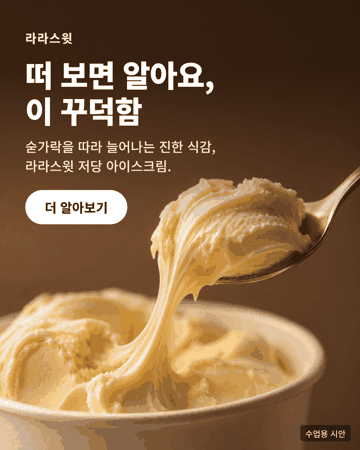 라라스윗
떠 보면 알아요,
이 꾸덕함
숟가락을 따라 늘어나는 진한 식감,
라라스윗 저당 아이스크림.
더 알아보기
수업용 시안